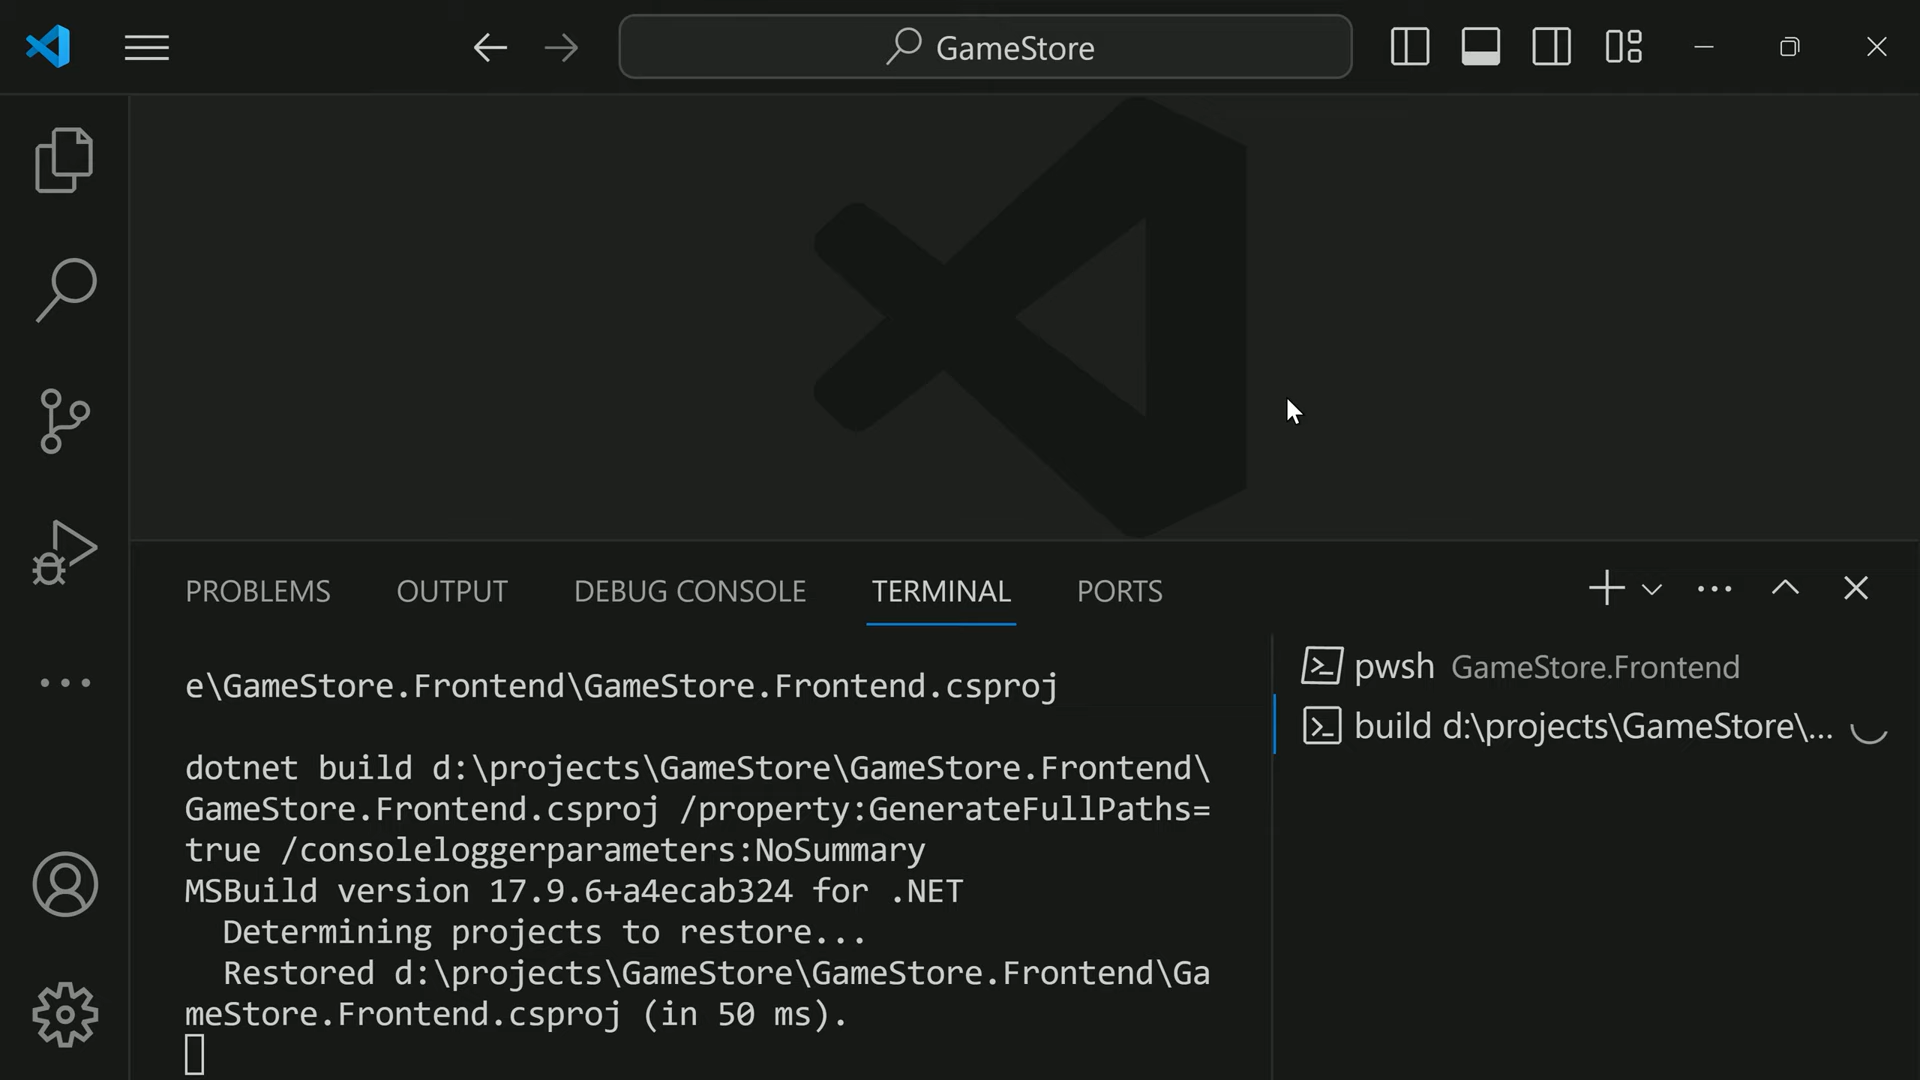 GameStore
PROBLEMS OUTPUT DEBUG CONSOLE TERMINAL PORTS
e\GameStore.Frontend\GameStore.Frontend.csproj
dotnet build d:\projects\GameStore\GameStore.Frontend\
GameStore.Frontend.csproj /property:GenerateFullPaths=
true /consoleloggerparameters:NoSummary
MSBuild version 17.9.6+a4ecab324 for .NET
Determining projects to restore...
Restored d:\projects\GameStore\GameStore.Frontend\Ga
meStore.Frontend.csproj (in 50 ms).
pwsh GameStore.Frontend
build d:\projects\GameStore\...